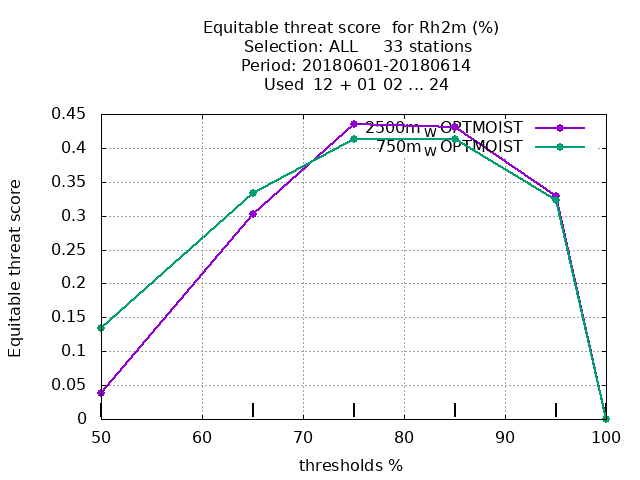 Equitable threat score  for Rh2m (%)
Selection: ALL     33 stations
Period: 20180601-20180614
Used  12 + 01 02 ... 24
2500m_W OPTMOIST
750m_W OPTMOIST
Equitable threat score
0.45
0.4
0.35
0.3
0.25
0.2
0.15
0.1
0.05
0
50 60 70 80 90 100
thresholds %